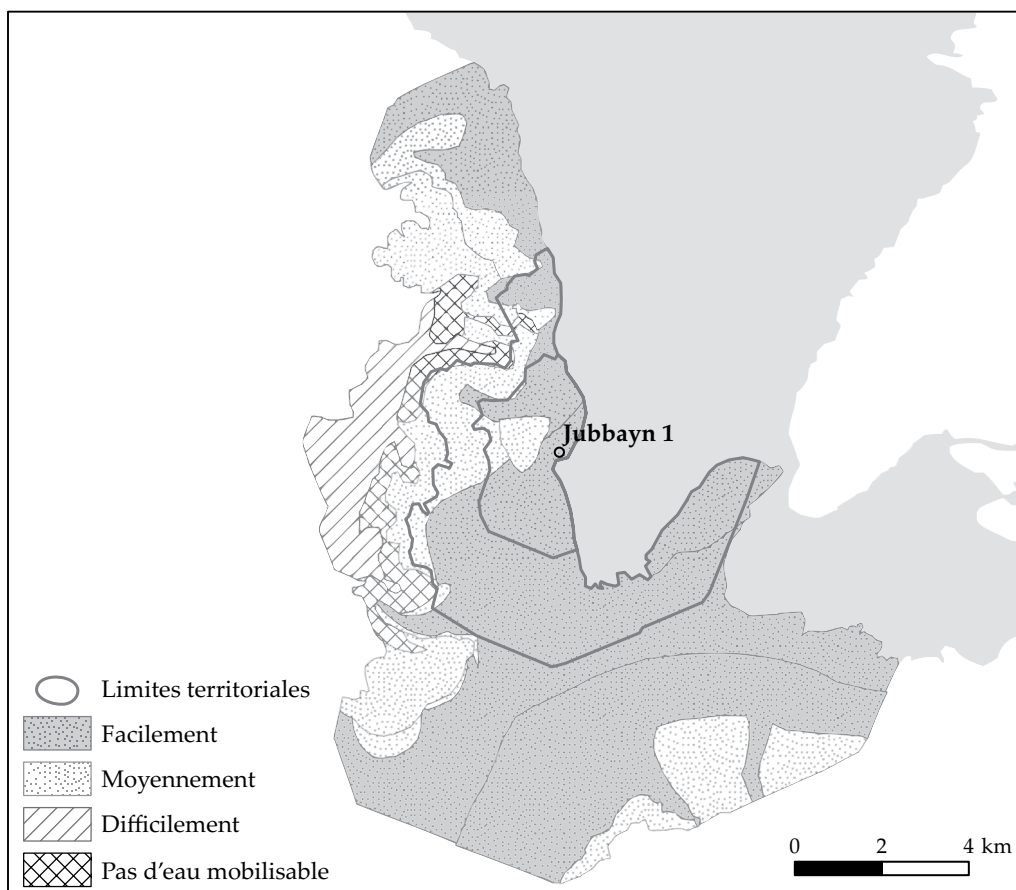 Jubbayn 1
Limites territoriales
Facilement
Moyennement
Difficilement
Pas d'eau mobilisable
0 2 4 km